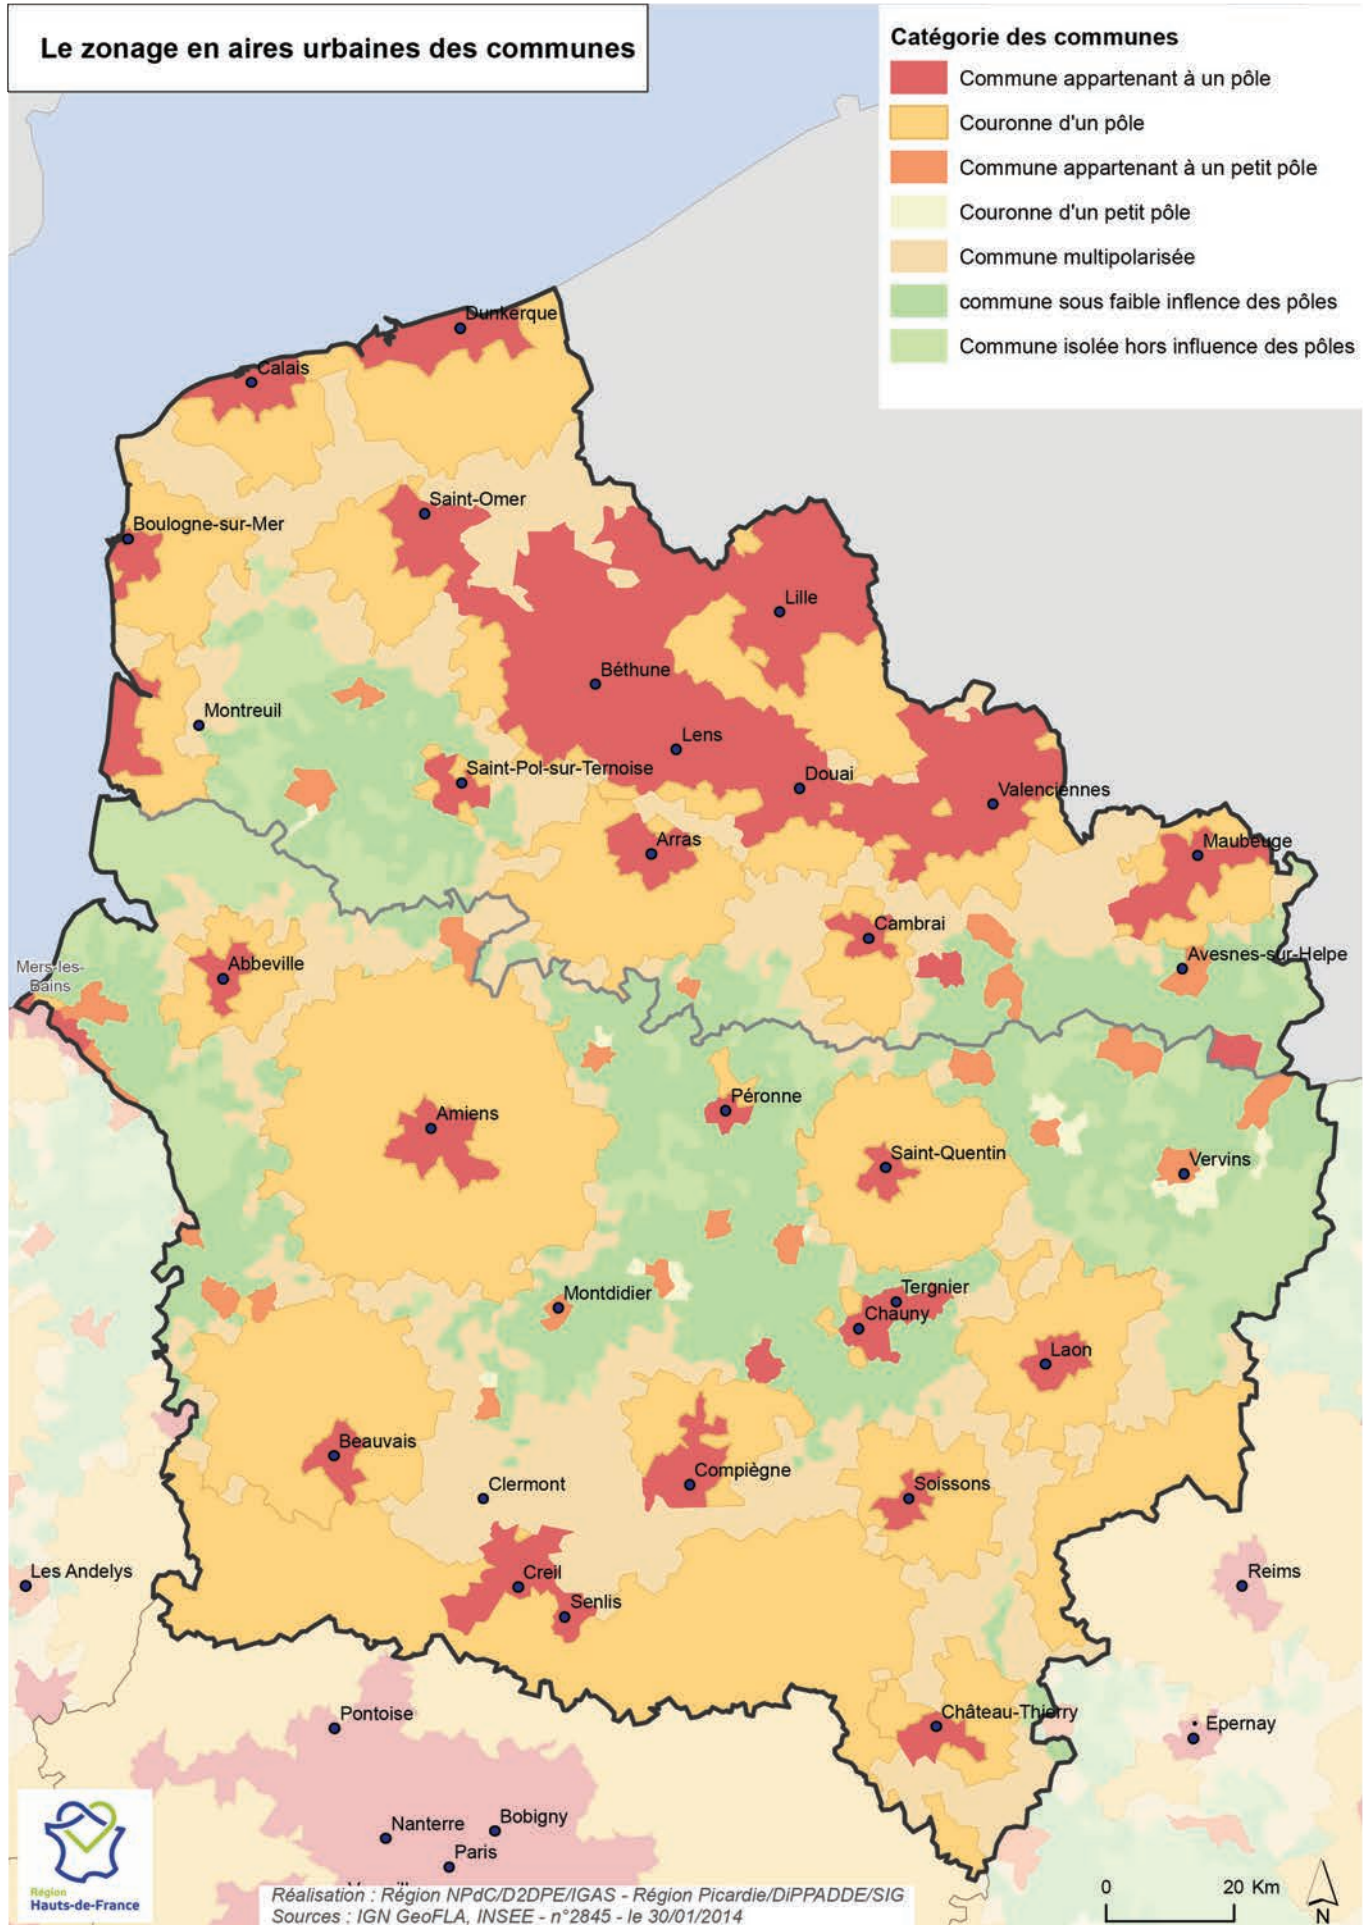 Le zonage en aires urbaines des communes
Catégorie des communes
Commune appartenant à un pôle
Couronne d'un pôle
Commune appartenant à un petit pôle
Couronne d'un petit pôle
Commune multipolarisée
commune sous faible inflence des pôles
Commune isolée hors influence des pôles
Dunkerque
Calais
Saint-Omer
Boulogne-sur-Mer
Lille
Béthune
Montreuil
Lens
Saint-Pol-sur-Ternoise
Douai
Valenciennes
Arras
Maubeuge
Cambrai
Avesnes-sur-Helpe
Abbeville
Mers-les-
Bains
Péronne
Amiens
Saint-Quentin
Vervins
Montdidier
Tergnier
Chauny
Laon
Beauvais
Compiègne
Clermont
Soissons
Les Andelys
Creil
Reims
Senlis
Château-Thierry
Pontoise
Epernay
Nanterre
Bobigny
Paris
Région
Hauts-de-France
Réalisation : Région NPdC/D2DPE/IGAS - Région Picardie/DiPPADDE/SIG
Sources : IGN GeoFLA, INSEE - n°2845 - le 30/01/2014
0 20 Km
N